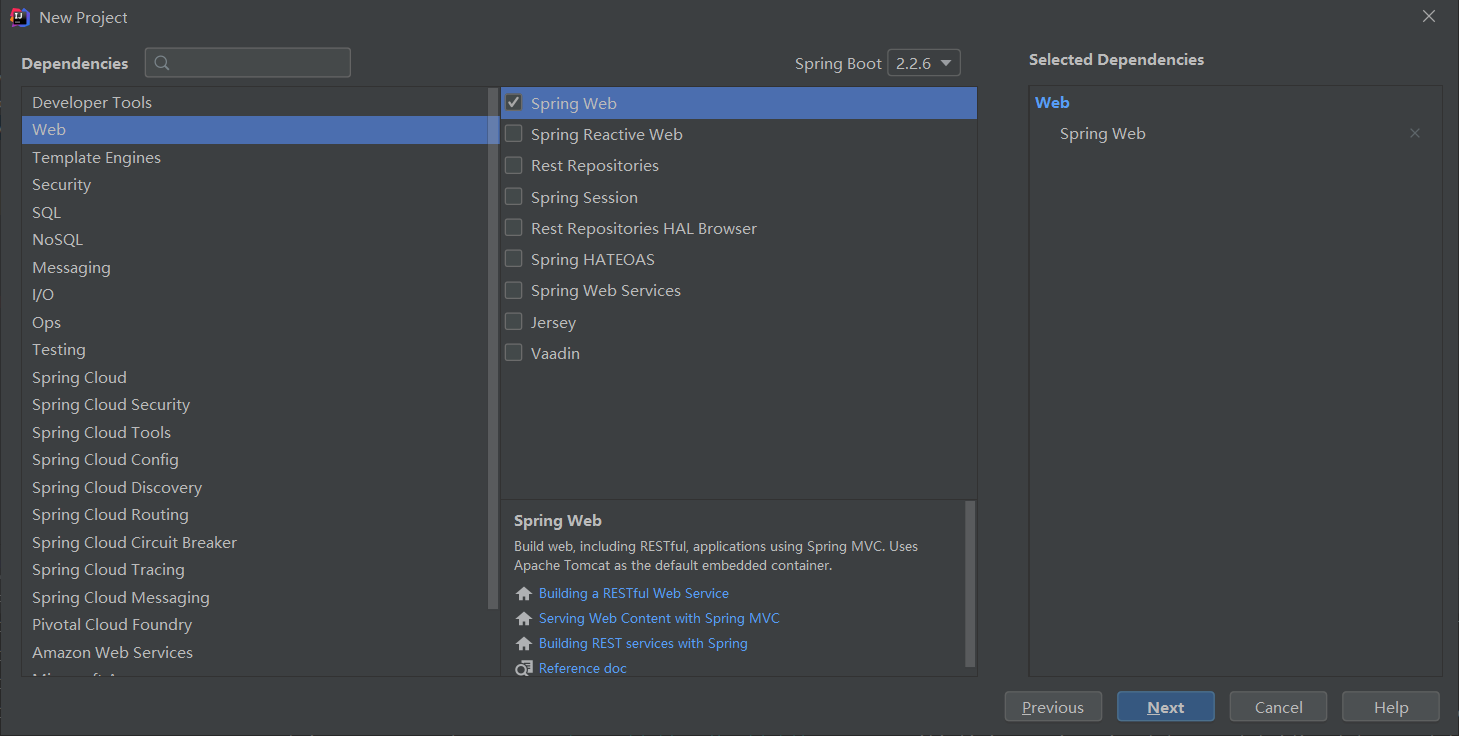 New Project
Dependencies
Spring Boot 2.2.6
Selected Dependencies
Developer Tools
Web
Template Engines
Security
SQL
NoSQL
Messaging
I/O
Ops
Testing
Spring Cloud
Spring Cloud Security
Spring Cloud Tools
Spring Cloud Config
Spring Cloud Discovery
Spring Cloud Routing
Spring Cloud Circuit Breaker
Spring Cloud Tracing
Spring Cloud Messaging
Pivotal Cloud Foundry
Amazon Web Services
Spring Web
Spring Reactive Web
Rest Repositories
Spring Session
Rest Repositories HAL Browser
Spring HATEOAS
Spring Web Services
Jersey
Vaadin
Spring Web
Build web, including RESTful, applications using Spring MVC. Uses
Apache Tomcat as the default embedded container.
Building a RESTful Web Service
Serving Web Content with Spring MVC
Building REST services with Spring
Reference doc
Web
Spring Web
Previous
Next
Cancel
Help